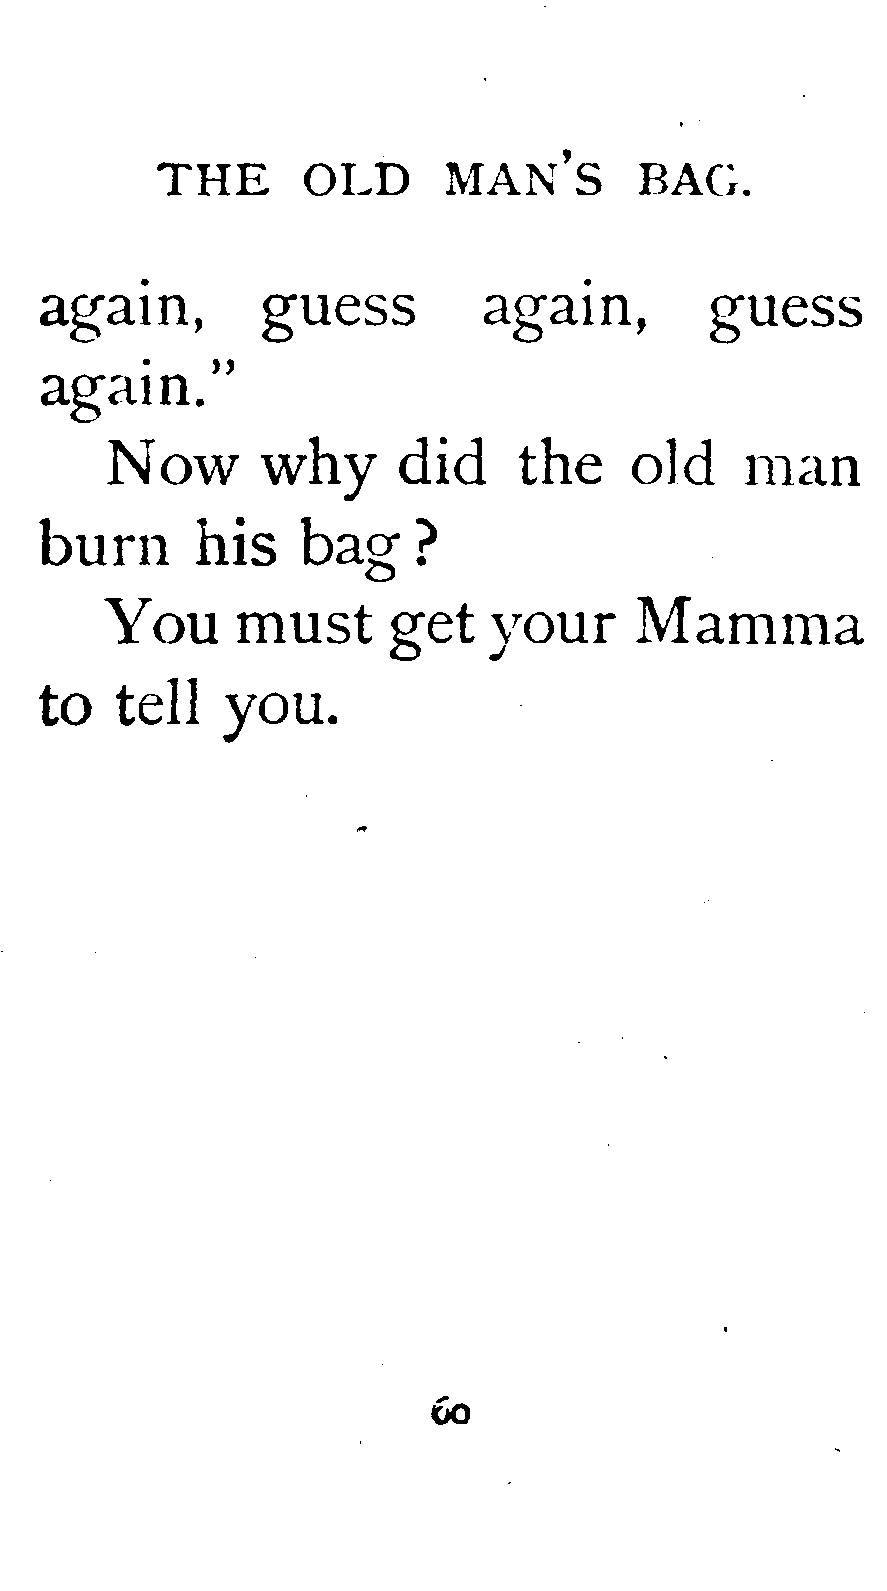 THE OLD MAN'S BAG.
again, guess again, guess
again."
Now why did the old man
burn his bag?
You must get your Mamma
to tell you.
60